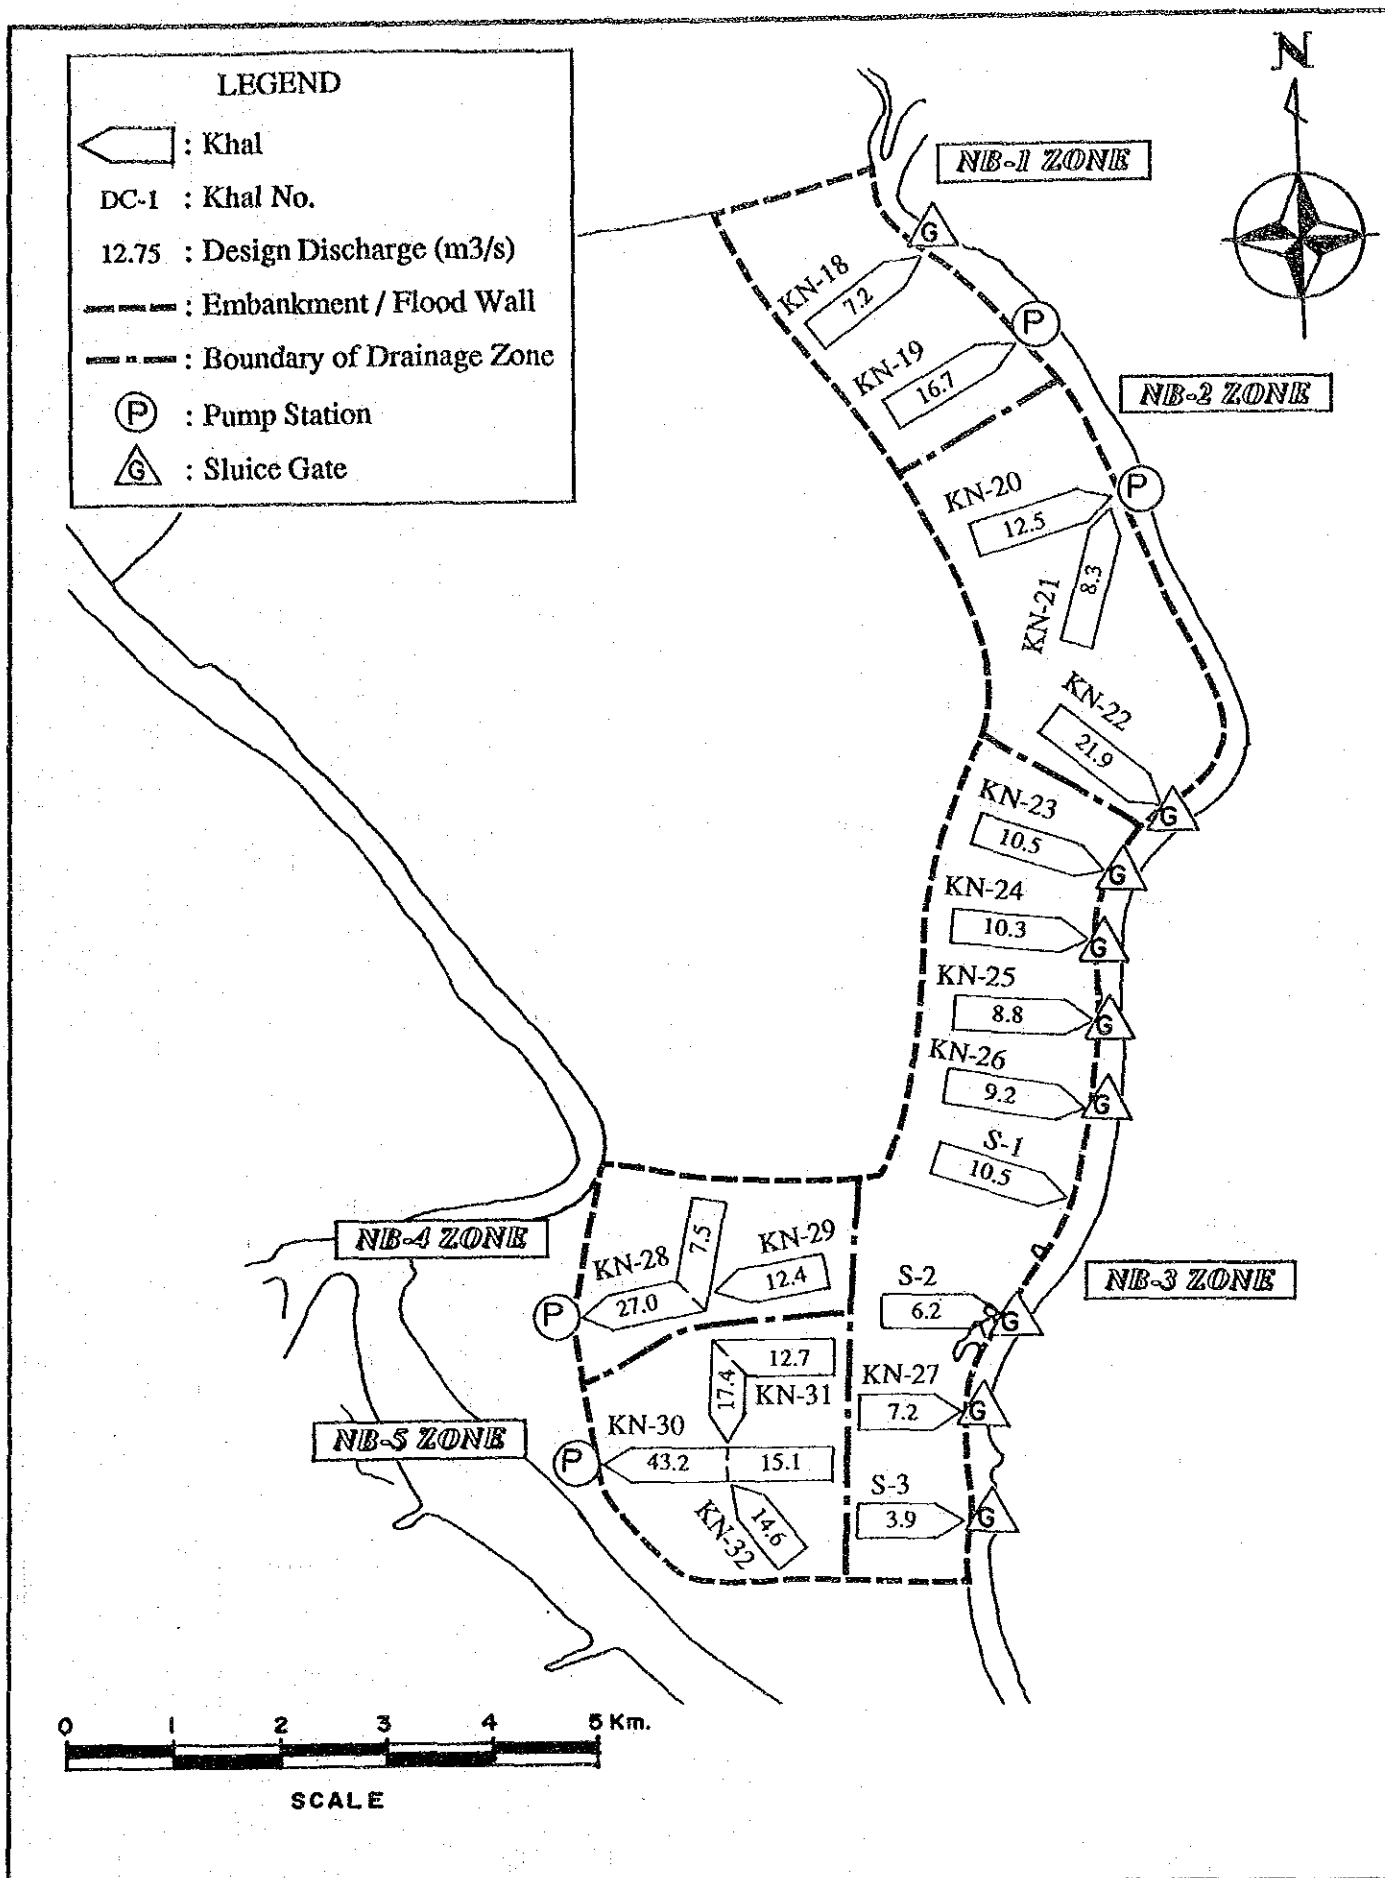 LEGEND
: Khal
DC-1 : Khal No.
12.75 : Design Discharge (m3/s)
: Embankment / Flood Wall
: Boundary of Drainage Zone
P : Pump Station
G : Sluice Gate
N
NB-1 ZONE
G
KN-18
7.2
P
KN-19
16.7
NB-2 ZONE
KN-20
12.5
P
KN-21
8.3
KN-22
21.9
G
KN-23
10.5
G
KN-24
10.3
G
KN-25
8.8
G
KN-26
9.2
G
S-1
10.5
NB-4 ZONE
KN-28
7.5
KN-29
12.4
27.0
P
NB-3 ZONE
S-2
6.2
G
12.7
17.4
KN-31
KN-27
7.2
G
NB-5 ZONE
KN-30
P
43.2
15.1
KN-32
14.6
S-3
3.9
G
0 1 2 3 4 5 Km.
SCALE